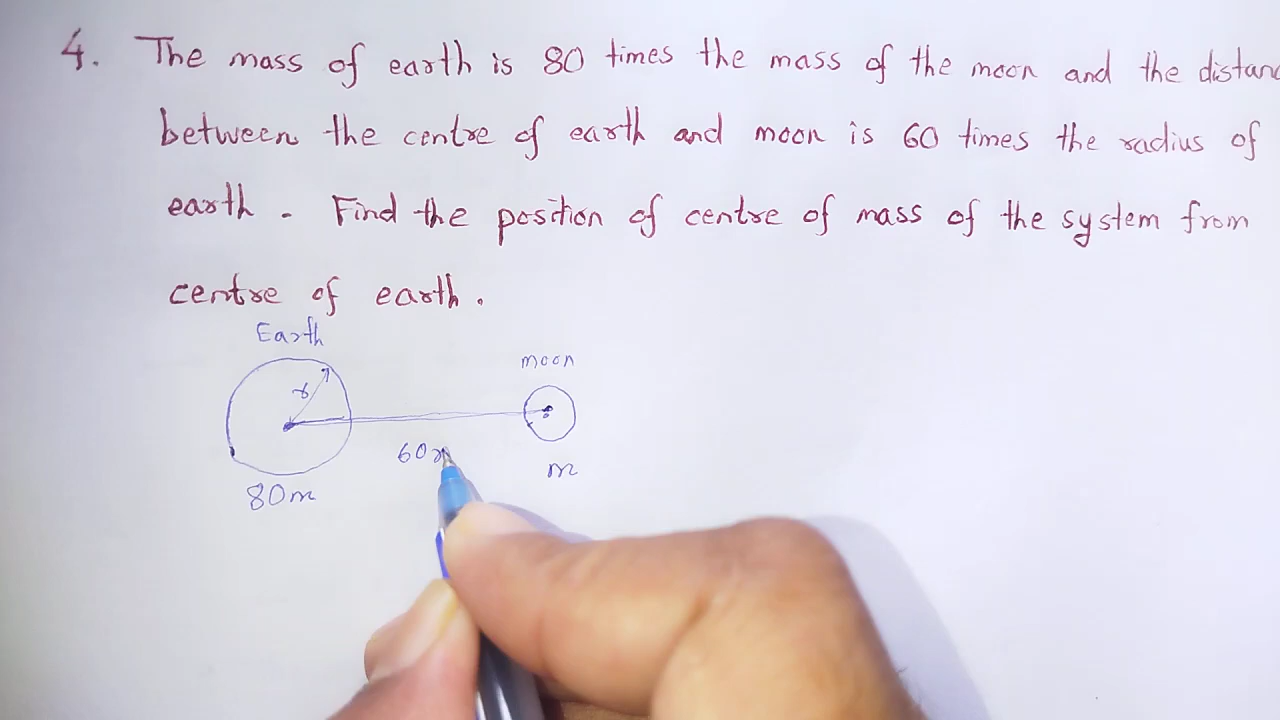 4. The mass of earth is 80 times the mass of the moon and the distanc
between the centre of earth and moon is 60 times the radius of
earth. Find the position of centre of mass of the system from
centre of earth.
Earth
moon
r
60r
m
80m